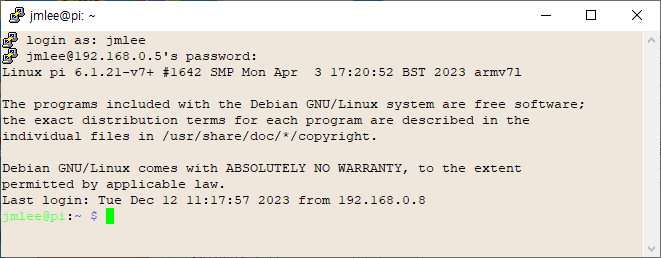 jmlee@pi: ~
login as: jmlee
jmlee@192.168.0.5's password:
Linux pi 6.1.21-v7+ #1642 SMP Mon Apr  3 17:20:52 BST 2023 armv7l

The programs included with the Debian GNU/Linux system are free software;
the exact distribution terms for each program are described in the
individual files in /usr/share/doc/*/copyright.

Debian GNU/Linux comes with ABSOLUTELY NO WARRANTY, to the extent
permitted by applicable law.
Last login: Tue Dec 12 11:17:57 2023 from 192.168.0.8
jmlee@pi:~ $